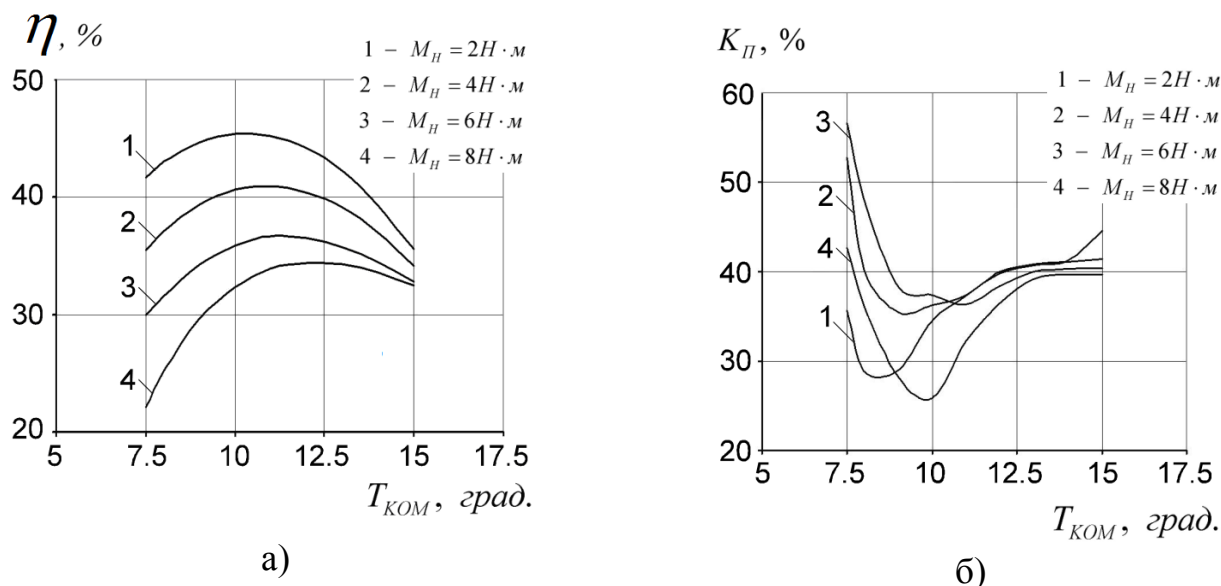 η, %
1 – M_H = 2H · м
2 – M_H = 4H · м
3 – M_H = 6H · м
4 – M_H = 8H · м
50
40
30
20
1
2
3
4
5 7.5 10 12.5 15 17.5
T_КОМ, град.
а)
K_П, %
1 – M_H = 2H · м
2 – M_H = 4H · м
3 – M_H = 6H · м
4 – M_H = 8H · м
60
50
40
30
20
3
2
4
1
5 7.5 10 12.5 15 17.5
T_КОМ, град.
б)